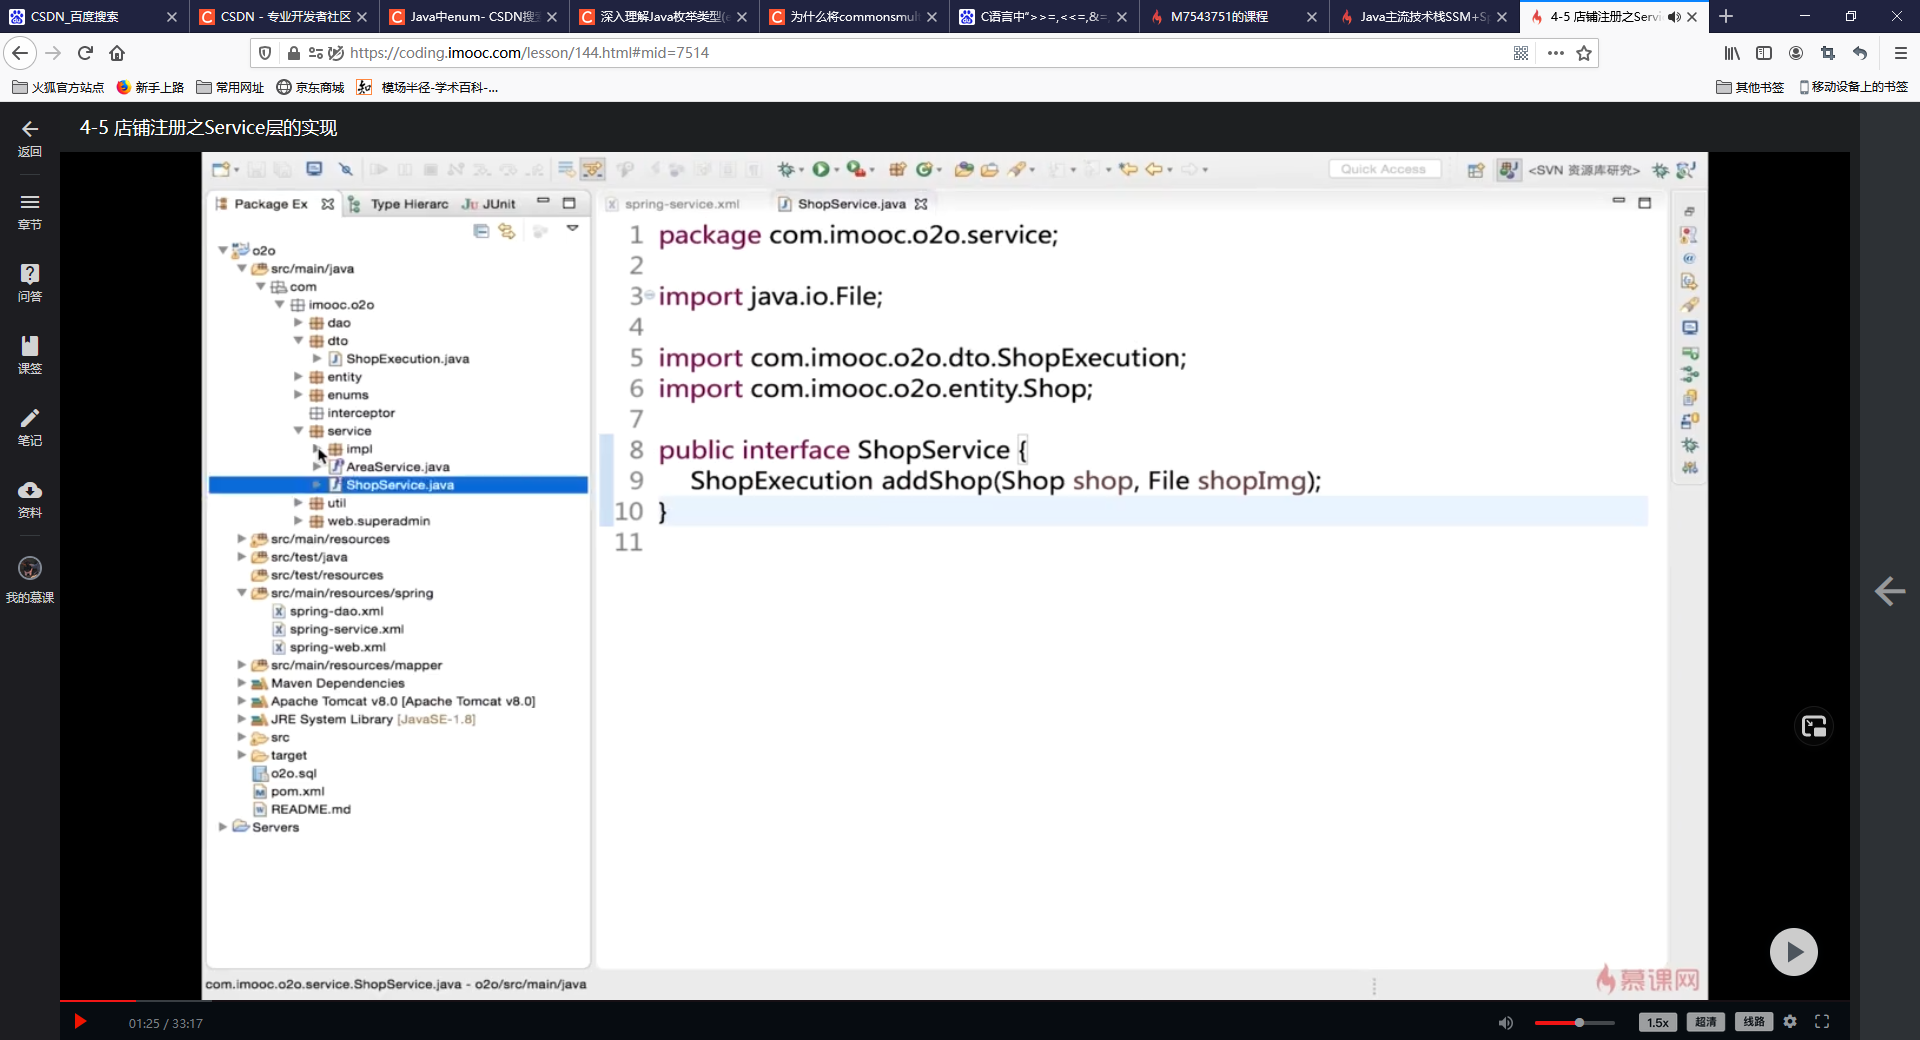 CSDN_百度搜索
CSDN - 专业开发者社区
Java中enum- CSDN搜
深入理解Java枚举类型(e
为什么将commonsmul
C语言中">>=,<<=,&=
M7543751的课程
Java主流技术栈SSM+S
4-5 店铺注册之Servi
https://coding.imooc.com/lesson/144.html#mid=7514
火狐官方站点
新手上路
常用网址
京东商城
模场半径-学术百科-...
其他书签
移动设备上的书签
返回
章节
问答
课签
笔记
资料
我的慕课
4-5 店铺注册之Service层的实现
Quick Access
<SVN 资源库研究>
Package Ex
Type Hierarc
Ju JUnit
o2o
src/main/java
com
imooc.o2o
dao
dto
ShopExecution.java
entity
enums
interceptor
service
impl
AreaService.java
ShopService.java
util
web.superadmin
src/main/resources
src/test/java
src/test/resources
src/main/resources/spring
spring-dao.xml
spring-service.xml
spring-web.xml
src/main/resources/mapper
Maven Dependencies
Apache Tomcat v8.0 [Apache Tomcat v8.0]
JRE System Library [JavaSE-1.8]
src
target
o2o.sql
pom.xml
README.md
Servers
spring-service.xml
ShopService.java
1 package com.imooc.o2o.service;
2
3 import java.io.File;
4
5 import com.imooc.o2o.dto.ShopExecution;
6 import com.imooc.o2o.entity.Shop;
7
8 public interface ShopService {
9 ShopExecution addShop(Shop shop, File shopImg);
10 }
11
com.imooc.o2o.service.ShopService.java - o2o/src/main/java
慕课网
01:25 / 33:17
1.5x
超清
线路